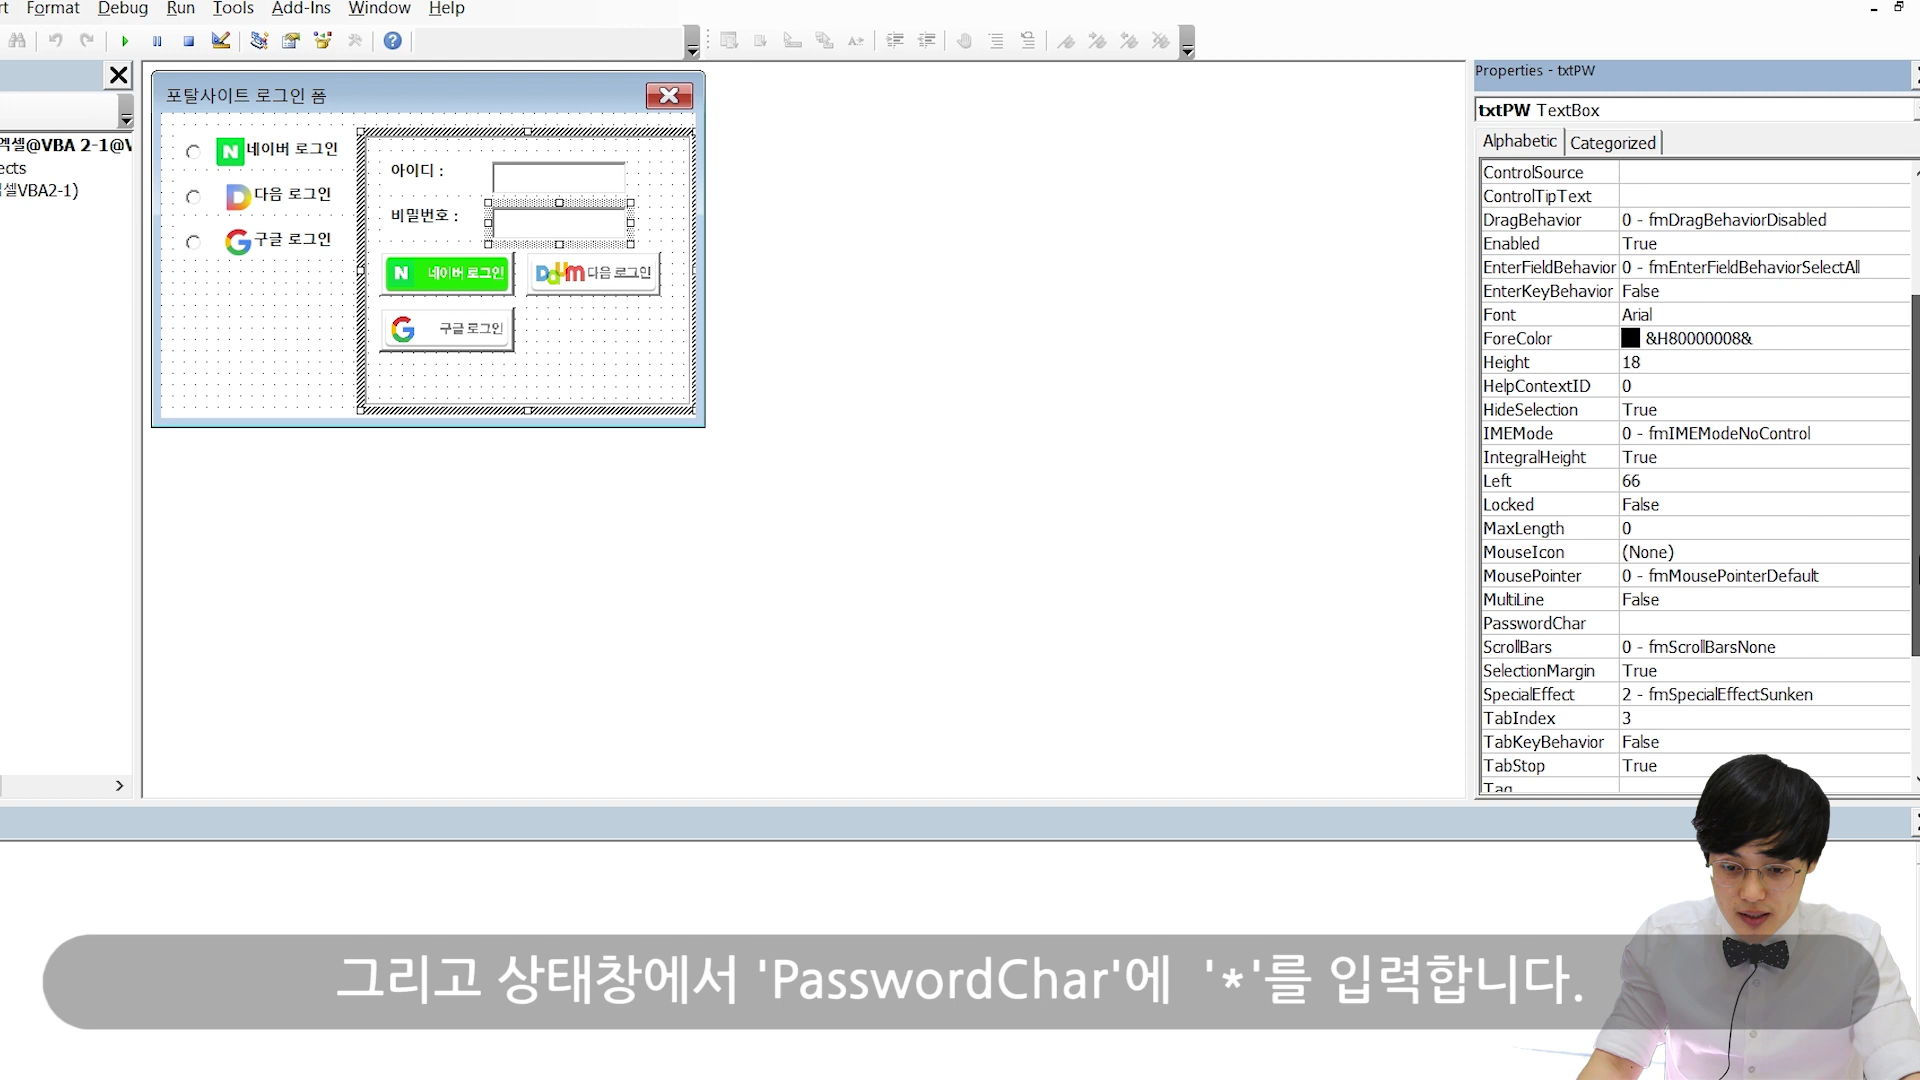 Format Debug Run Tools Add-Ins Window Help
엑셀@VBA 2-1@V
ects
셀VBA2-1)
포탈사이트 로그인 폼
N 네이버 로그인
다음 로그인
구글 로그인
아이디 :
비밀번호 :
N 네이버 로그인
Daum 다음 로그인
G 구글 로그인
Properties - txtPW
txtPW TextBox
Alphabetic Categorized
ControlSource
ControlTipText
DragBehavior 0 - fmDragBehaviorDisabled
Enabled True
EnterFieldBehavior 0 - fmEnterFieldBehaviorSelectAll
EnterKeyBehavior False
Font Arial
ForeColor &H80000008&
Height 18
HelpContextID 0
HideSelection True
IMEMode 0 - fmIMEModeNoControl
IntegralHeight True
Left 66
Locked False
MaxLength 0
MouseIcon (None)
MousePointer 0 - fmMousePointerDefault
MultiLine False
PasswordChar
ScrollBars 0 - fmScrollBarsNone
SelectionMargin True
SpecialEffect 2 - fmSpecialEffectSunken
TabIndex 3
TabKeyBehavior False
TabStop True
Tag
그리고 상태창에서 'PasswordChar'에 '*'를 입력합니다.